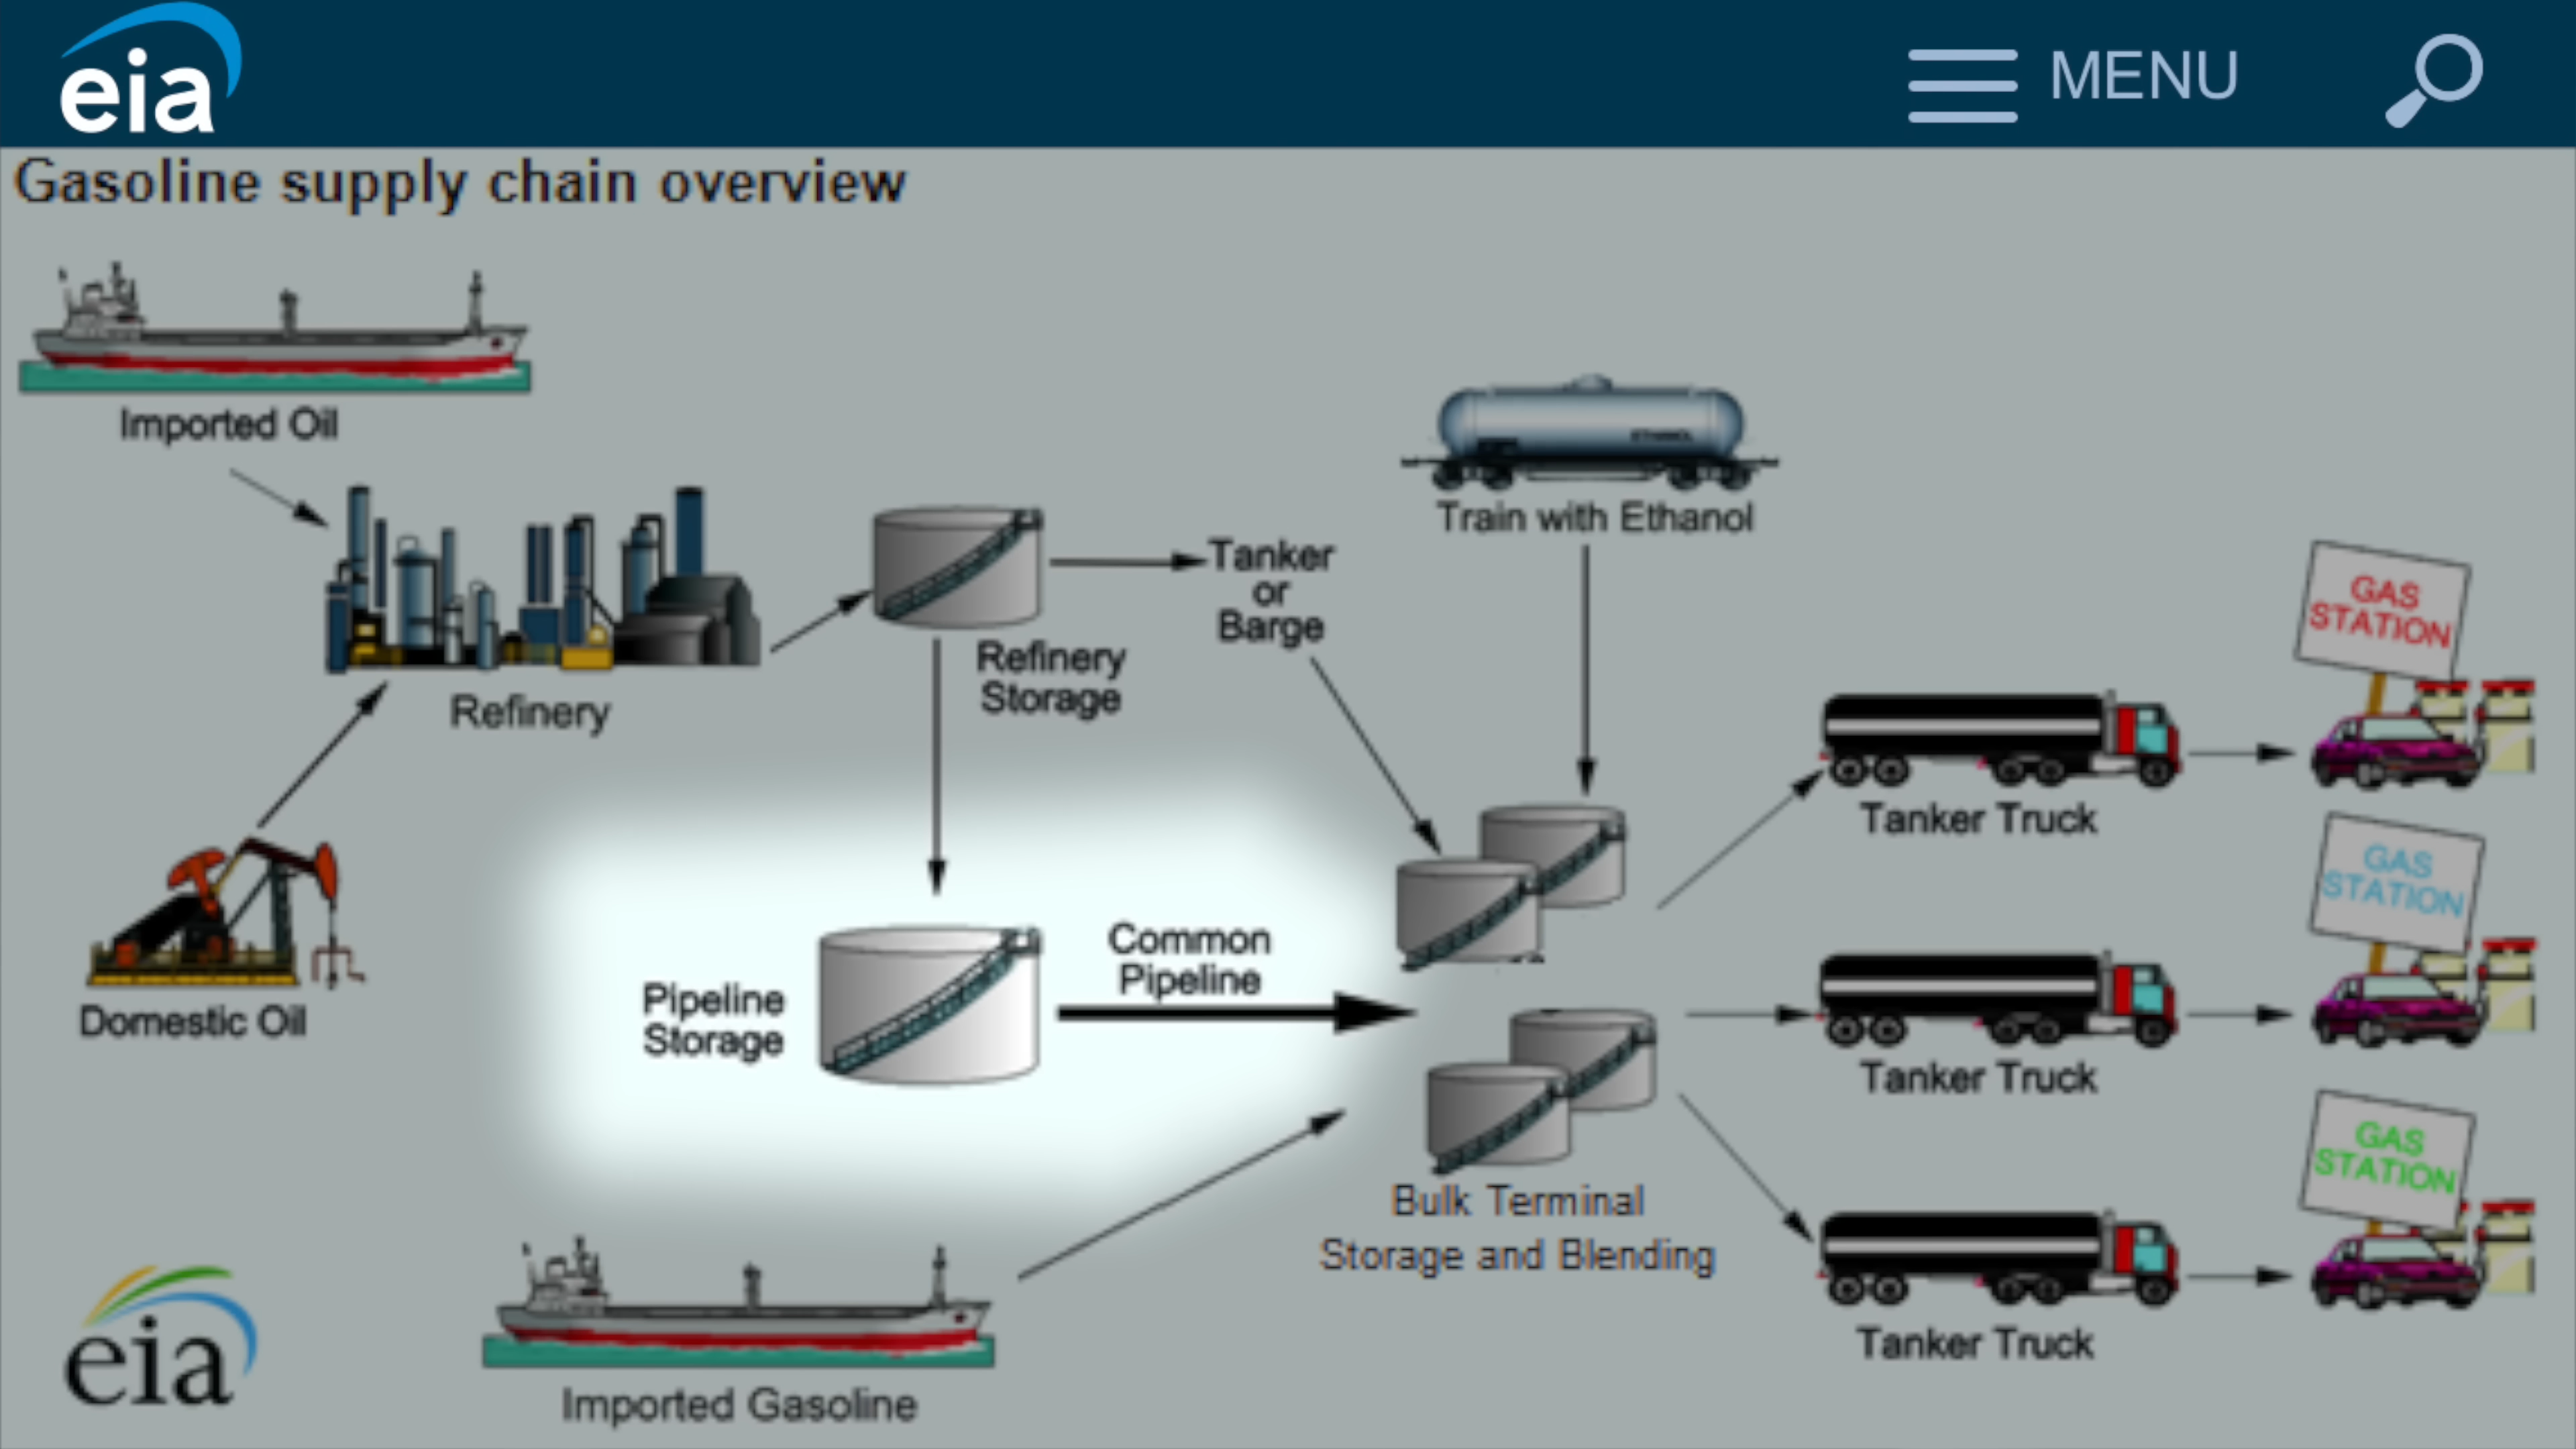 eia
MENU
Gasoline supply chain overview
Imported Oil
ETHANOL
Train with Ethanol
Tanker
or
Barge
Refinery
Storage
Refinery
GAS
STATION
Tanker Truck
GAS
STATION
Common
Pipeline
Pipeline
Storage
Domestic Oil
Tanker Truck
GAS
STATION
Bulk Terminal
Storage and Blending
Tanker Truck
eia
Imported Gasoline